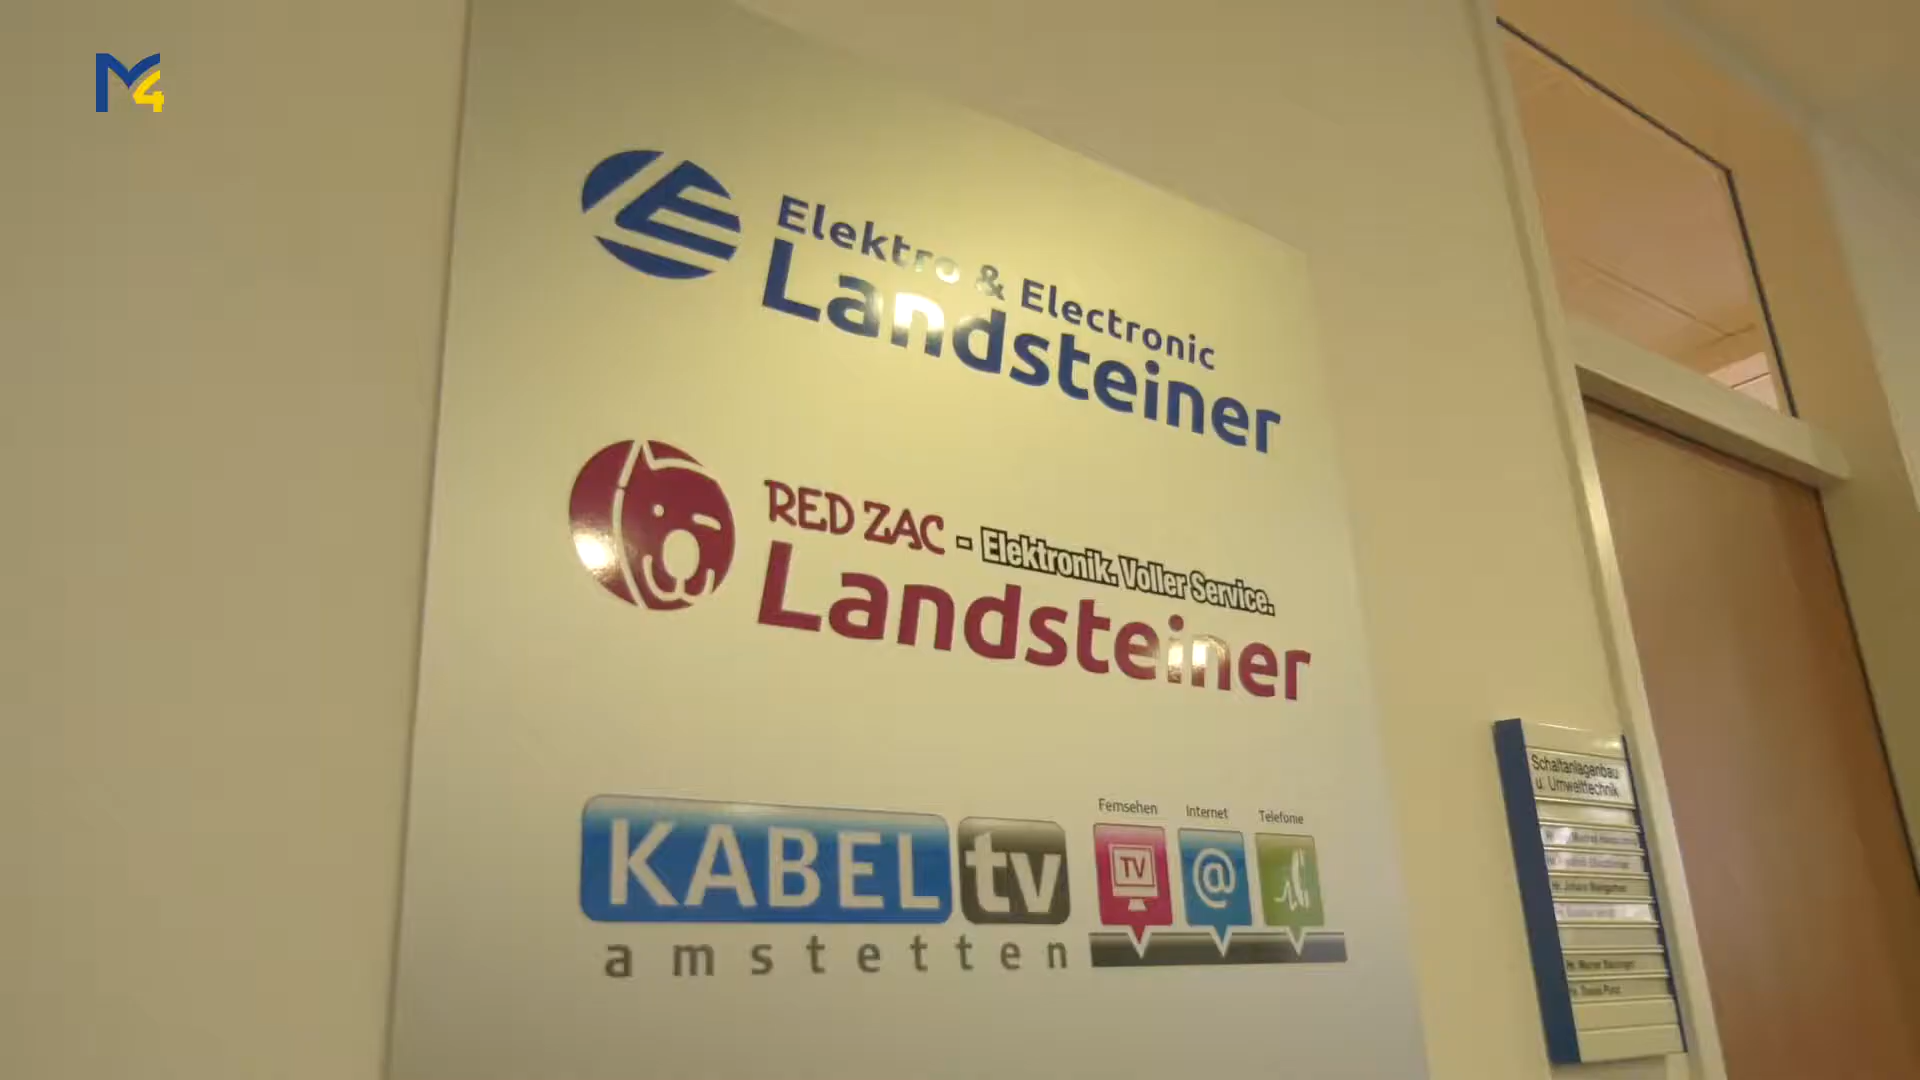 M4
Elektro & Electronic
Landsteiner
RED ZAC - Elektronik. Voller Service.
Landsteiner
KABEL tv
amstetten
Fernsehen Internet Telefonie
TV @
Schaltanlagenbau
u. Umwelttechnik